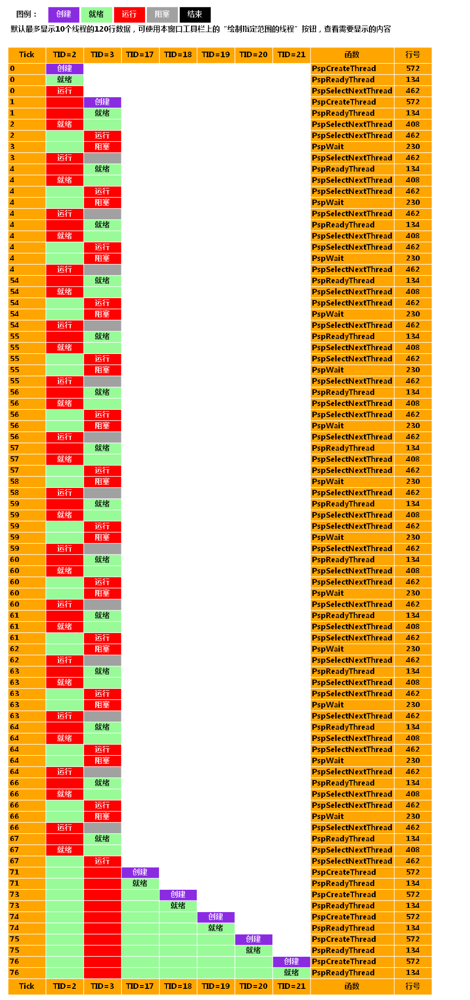 图例： 创建 就绪 运行 阻塞 结束
默认最多显示10个线程的120行数据，可使用本窗口工具栏上的“绘制指定范围的线程”按钮，查看需要显示的内容
Tick TID=2 TID=3 TID=17 TID=18 TID=19 TID=20 TID=21 函数 行号
0 创建 PspCreateThread 572
0 就绪 PspReadyThread 134
0 运行 PspSelectNextThread 462
1 创建 PspCreateThread 572
1 就绪 PspReadyThread 134
2 就绪 PspSelectNextThread 408
2 运行 PspSelectNextThread 462
3 阻塞 PspWait 230
3 运行 PspSelectNextThread 462
4 就绪 PspReadyThread 134
4 就绪 PspSelectNextThread 408
4 运行 PspSelectNextThread 462
4 阻塞 PspWait 230
4 运行 PspSelectNextThread 462
4 就绪 PspReadyThread 134
4 就绪 PspSelectNextThread 408
4 运行 PspSelectNextThread 462
4 阻塞 PspWait 230
4 运行 PspSelectNextThread 462
54 就绪 PspReadyThread 134
54 就绪 PspSelectNextThread 408
54 运行 PspSelectNextThread 462
54 阻塞 PspWait 230
54 运行 PspSelectNextThread 462
55 就绪 PspReadyThread 134
55 就绪 PspSelectNextThread 408
55 运行 PspSelectNextThread 462
55 阻塞 PspWait 230
55 运行 PspSelectNextThread 462
56 就绪 PspReadyThread 134
56 就绪 PspSelectNextThread 408
56 运行 PspSelectNextThread 462
56 阻塞 PspWait 230
56 运行 PspSelectNextThread 462
57 就绪 PspReadyThread 134
57 就绪 PspSelectNextThread 408
57 运行 PspSelectNextThread 462
58 阻塞 PspWait 230
58 运行 PspSelectNextThread 462
59 就绪 PspReadyThread 134
59 就绪 PspSelectNextThread 408
59 运行 PspSelectNextThread 462
59 阻塞 PspWait 230
59 运行 PspSelectNextThread 462
60 就绪 PspReadyThread 134
60 就绪 PspSelectNextThread 408
60 运行 PspSelectNextThread 462
60 阻塞 PspWait 230
60 运行 PspSelectNextThread 462
61 就绪 PspReadyThread 134
61 就绪 PspSelectNextThread 408
61 运行 PspSelectNextThread 462
62 阻塞 PspWait 230
62 运行 PspSelectNextThread 462
63 就绪 PspReadyThread 134
63 就绪 PspSelectNextThread 408
63 运行 PspSelectNextThread 462
63 阻塞 PspWait 230
63 运行 PspSelectNextThread 462
64 就绪 PspReadyThread 134
64 就绪 PspSelectNextThread 408
64 运行 PspSelectNextThread 462
64 阻塞 PspWait 230
64 运行 PspSelectNextThread 462
66 就绪 PspReadyThread 134
66 就绪 PspSelectNextThread 408
66 运行 PspSelectNextThread 462
66 阻塞 PspWait 230
66 运行 PspSelectNextThread 462
67 就绪 PspReadyThread 134
67 就绪 PspSelectNextThread 408
67 运行 PspSelectNextThread 462
71 创建 PspCreateThread 572
71 就绪 PspReadyThread 134
73 创建 PspCreateThread 572
73 就绪 PspReadyThread 134
74 创建 PspCreateThread 572
74 就绪 PspReadyThread 134
75 创建 PspCreateThread 572
75 就绪 PspReadyThread 134
76 创建 PspCreateThread 572
76 就绪 PspReadyThread 134
Tick TID=2 TID=3 TID=17 TID=18 TID=19 TID=20 TID=21 函数 行号